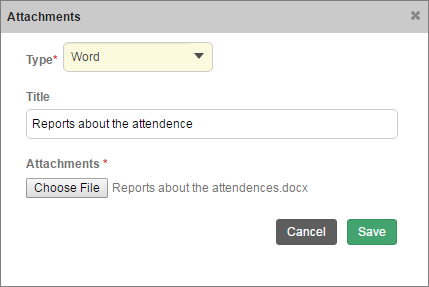 Attachments
Type* Word
Title
Reports about the attendence
Attachments *
Choose File Reports about the attendences.docx
Cancel Save